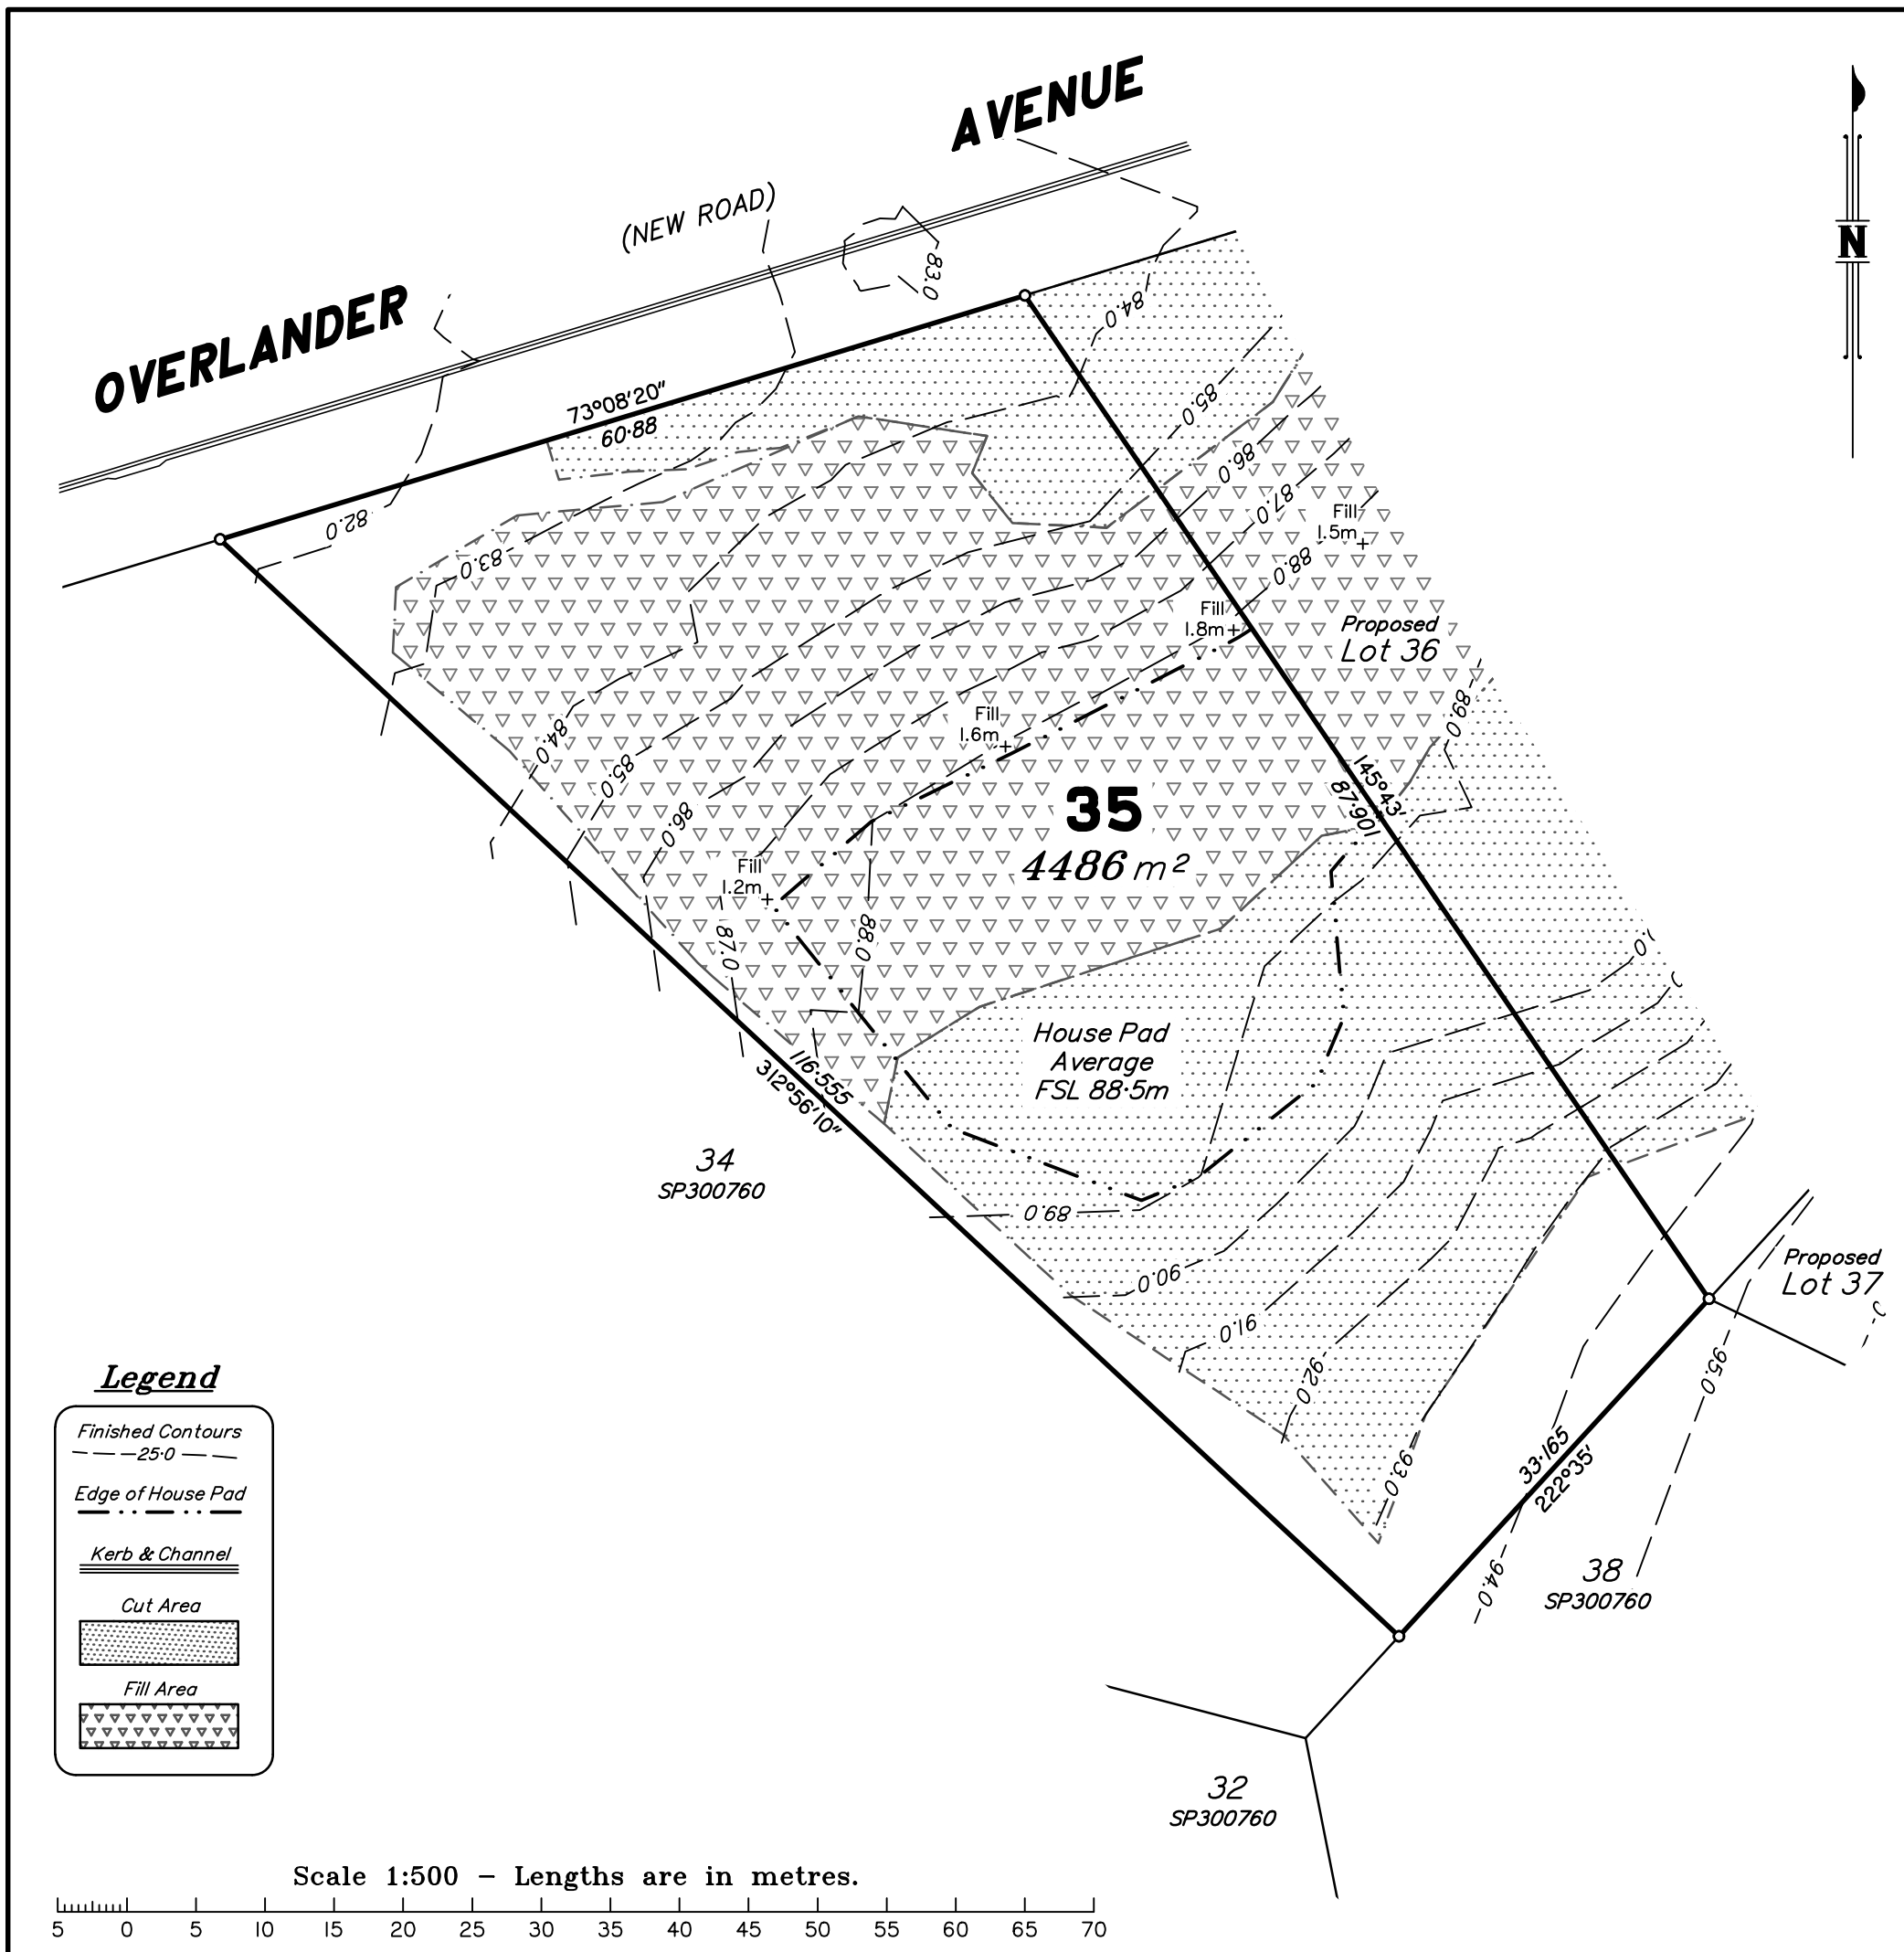 OVERLANDER
AVENUE
(NEW ROAD)
N
83.0
84.0
73°08'20"
60·88
82.0
83.0
85.0
86.0
87.0
88.0
Fill
1.5m
Fill
1.8m
Proposed
Lot 36
89.0
Fill
1.6m
84.0
85.0
86.0
35
4486 m²
145°43'
87·901
Fill
1.2m
87.0
88.0
House Pad
Average
FSL 88·5m
116·555
312°56'10"
34
SP300760
89.0
90.0
91.0
92.0
93.0
94.0
95.0
Proposed
Lot 37
33·165
222°35'
38
SP300760
32
SP300760
Legend
Finished Contours
25·0
Edge of House Pad
Kerb & Channel
Cut Area
Fill Area
Scale 1:500 – Lengths are in metres.
5 0 5 10 15 20 25 30 35 40 45 50 55 60 65 70